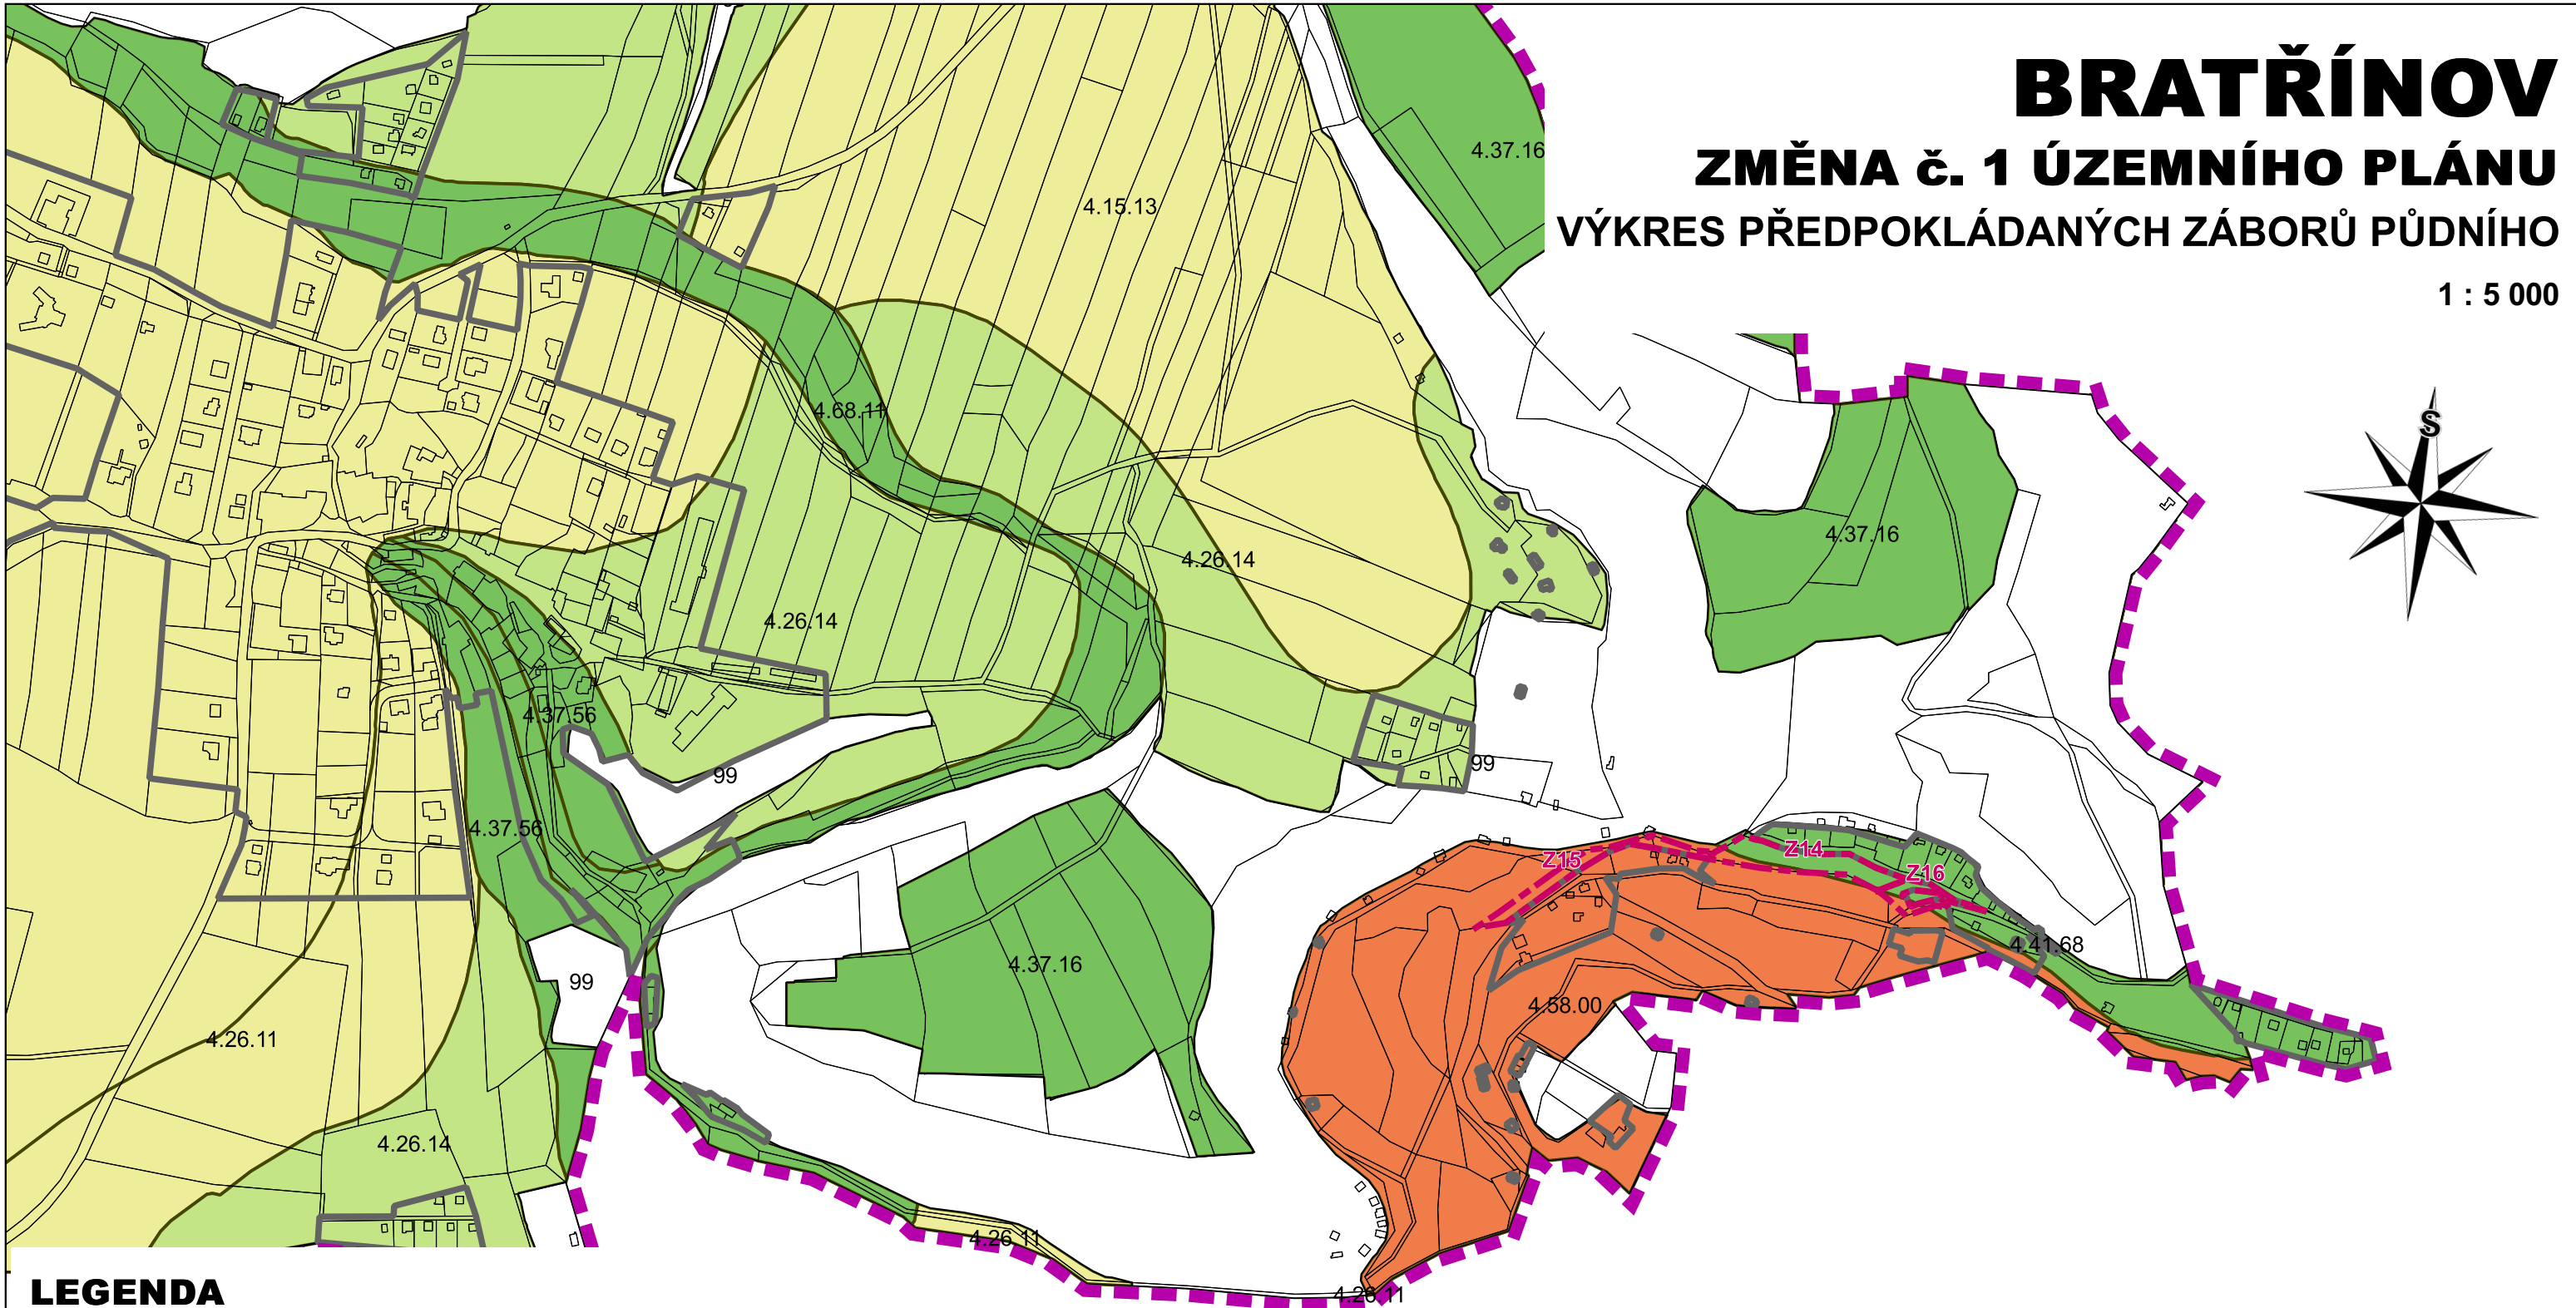 BRATŘÍNOV
ZMĚNA č. 1 ÚZEMNÍHO PLÁNU
VÝKRES PŘEDPOKLÁDANÝCH ZÁBORŮ PŮDNÍHO
1 : 5 000
4.37.16
4.15.13
S
4.68.11
4.37.16
4.26.14
4.26.14
4.37.56
99
99
4.37.56
Z14
Z15
Z16
4.41.68
4.37.16
99
4.58.00
4.26.11
4.26.14
4.26.11
LEGENDA
4.26.11